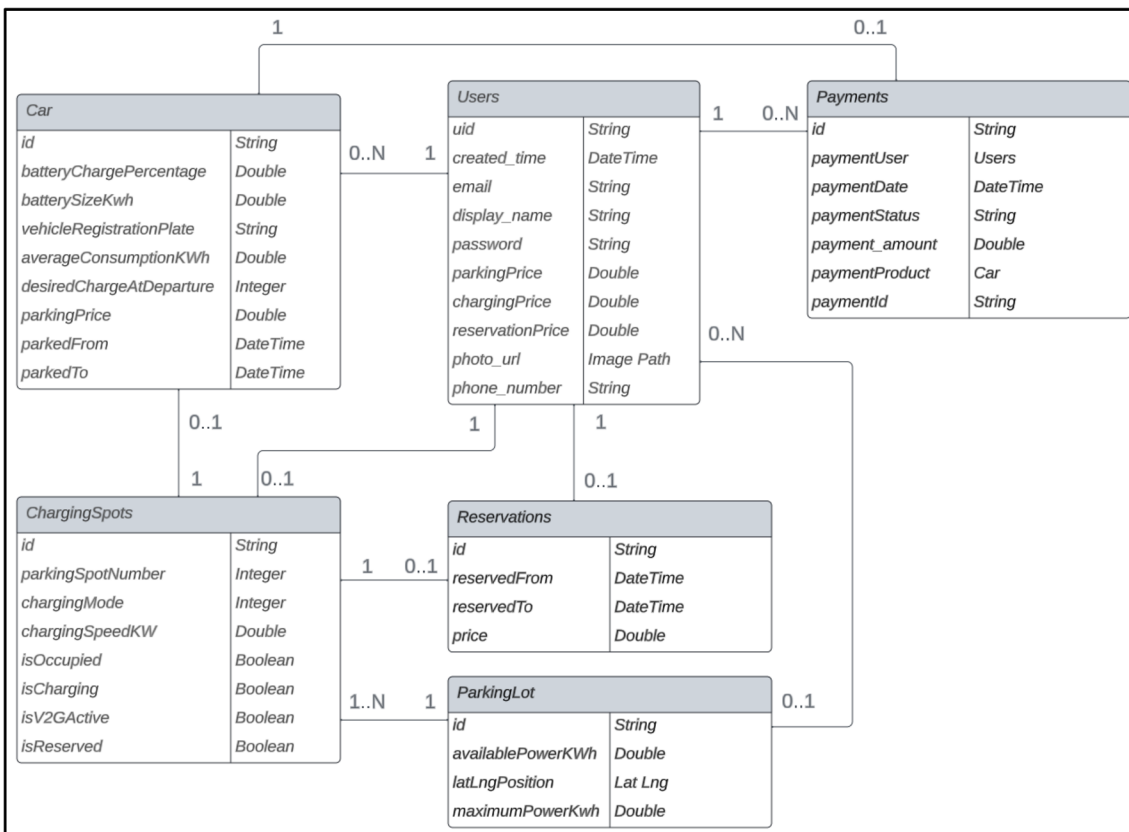 1 0..1
Car
id String
batteryChargePercentage Double
batterySizeKwh Double
vehicleRegistrationPlate String
averageConsumptionKWh Double
desiredChargeAtDeparture Integer
parkingPrice Double
parkedFrom DateTime
parkedTo DateTime
0..N 1
Users
uid String
created_time DateTime
email String
display_name String
password String
parkingPrice Double
chargingPrice Double
reservationPrice Double
photo_url Image Path
phone_number String
1 0..N
Payments
id String
paymentUser Users
paymentDate DateTime
paymentStatus String
payment_amount Double
paymentProduct Car
paymentId String
0..N
0..1 1 1
1 0..1 0..1
ChargingSpots
id String
parkingSpotNumber Integer
chargingMode Integer
chargingSpeedKW Double
isOccupied Boolean
isCharging Boolean
isV2GActive Boolean
isReserved Boolean
1 0..1
Reservations
id String
reservedFrom DateTime
reservedTo DateTime
price Double
1..N 1
ParkingLot
id String
availablePowerKWh Double
latLngPosition Lat Lng
maximumPowerKwh Double
0..1